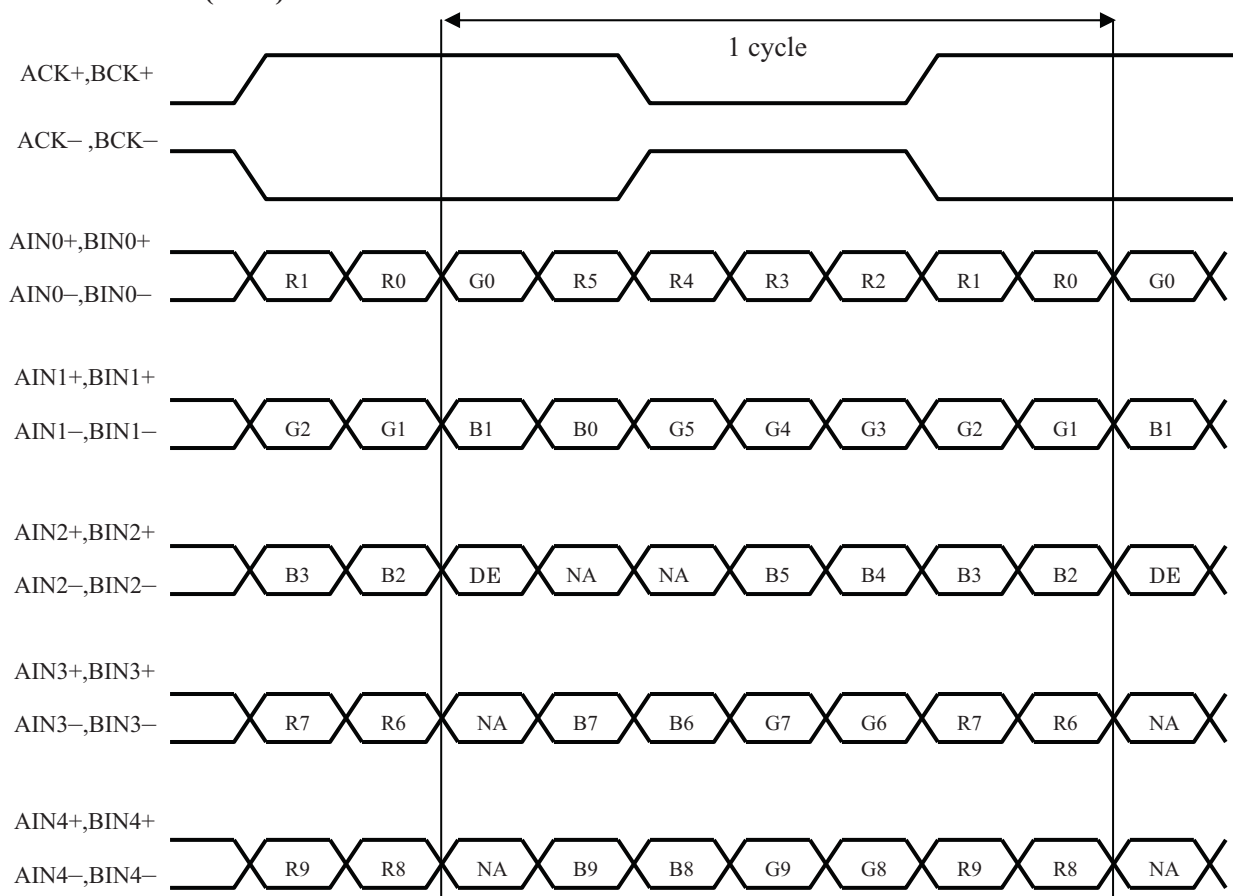 1 cycle
ACK+,BCK+
ACK– ,BCK–
AIN0+,BIN0+
R1 R0 G0 R5 R4 R3 R2 R1 R0 G0
AIN0–,BIN0–
AIN1+,BIN1+
G2 G1 B1 B0 G5 G4 G3 G2 G1 B1
AIN1–,BIN1–
AIN2+,BIN2+
B3 B2 DE NA NA B5 B4 B3 B2 DE
AIN2–,BIN2–
AIN3+,BIN3+
R7 R6 NA B7 B6 G7 G6 R7 R6 NA
AIN3–,BIN3–
AIN4+,BIN4+
R9 R8 NA B9 B8 G9 G8 R9 R8 NA
AIN4–,BIN4–